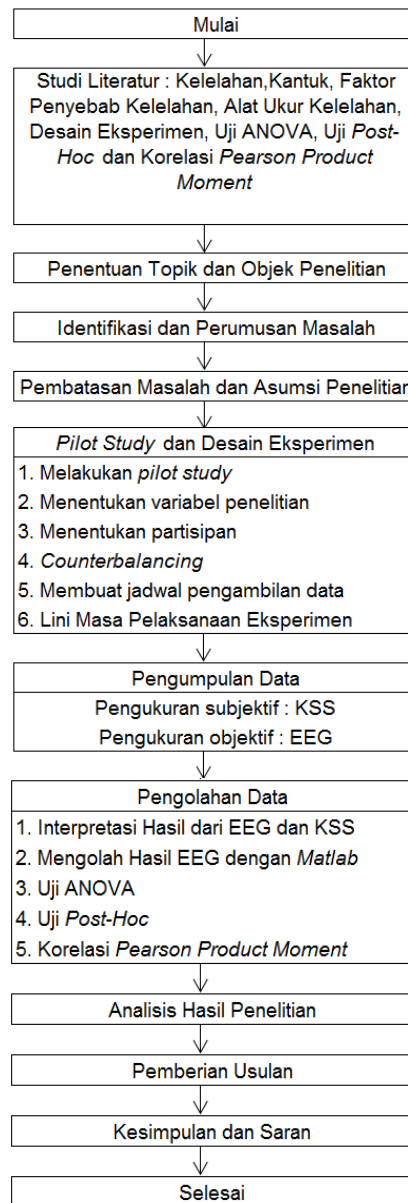 Mulai
Studi Literatur : Kelelahan,Kantuk, Faktor
Penyebab Kelelahan, Alat Ukur Kelelahan,
Desain Eksperimen, Uji ANOVA, Uji Post-
Hoc dan Korelasi Pearson Product
Moment
Penentuan Topik dan Objek Penelitian
Identifikasi dan Perumusan Masalah
Pembatasan Masalah dan Asumsi Penelitian
Pilot Study dan Desain Eksperimen
1. Melakukan pilot study
2. Menentukan variabel penelitian
3. Menentukan partisipan
4. Counterbalancing
5. Membuat jadwal pengambilan data
6. Lini Masa Pelaksanaan Eksperimen
Pengumpulan Data
Pengukuran subjektif : KSS
Pengukuran objektif : EEG
Pengolahan Data
1. Interpretasi Hasil dari EEG dan KSS
2. Mengolah Hasil EEG dengan Matlab
3. Uji ANOVA
4. Uji Post-Hoc
5. Korelasi Pearson Product Moment
Analisis Hasil Penelitian
Pemberian Usulan
Kesimpulan dan Saran
Selesai